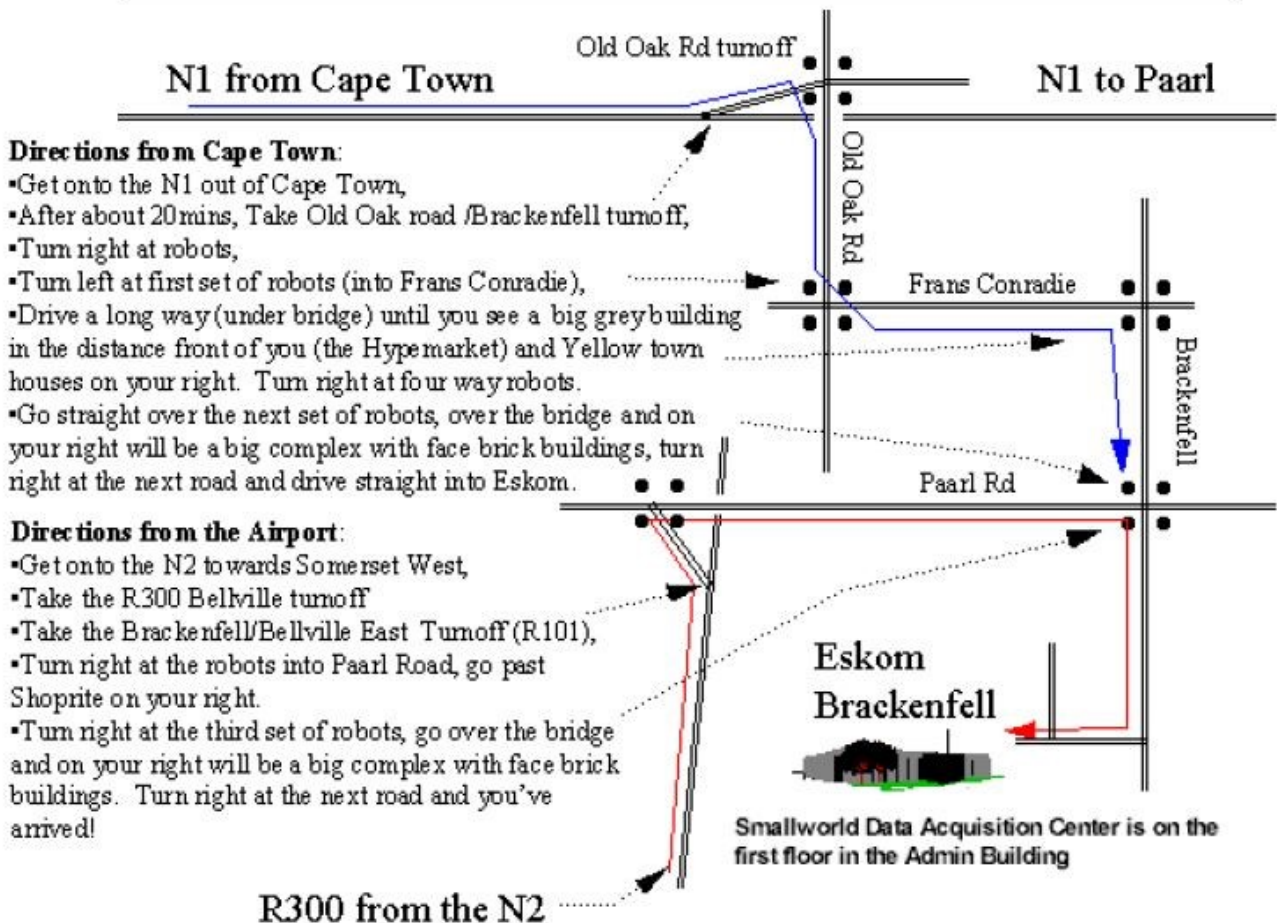 Old Oak Rd turnoff
N1 from Cape Town
N1 to Paarl
Directions from Cape Town:
▪Get onto the N1 out of Cape Town,
▪After about 20mins, Take Old Oak road /Brackenfell turnoff,
▪Turn right at robots,
▪Turn left at first set of robots (into Frans Conradie),
▪Drive a long way (under bridge) until you see a big grey building
in the distance front of you (the Hypemarket) and Yellow town
houses on your right. Turn right at four way robots.
▪Go straight over the next set of robots, over the bridge and on
your right will be a big complex with face brick buildings, turn
right at the next road and drive straight into Eskom.
Old Oak Rd
Frans Conradie
Brackenfell
Paarl Rd
Directions from the Airport:
▪Get onto the N2 towards Somerset West,
▪Take the R300 Bellville turnoff
▪Take the Brackenfell/Bellville East Turnoff (R101),
▪Turn right at the robots into Paarl Road, go past
Shoprite on your right.
▪Turn right at the third set of robots, go over the bridge
and on your right will be a big complex with face brick
buildings. Turn right at the next road and you've
arrived!
Eskom
Brackenfell
Smallworld Data Acquisition Center is on the
first floor in the Admin Building
R300 from the N2